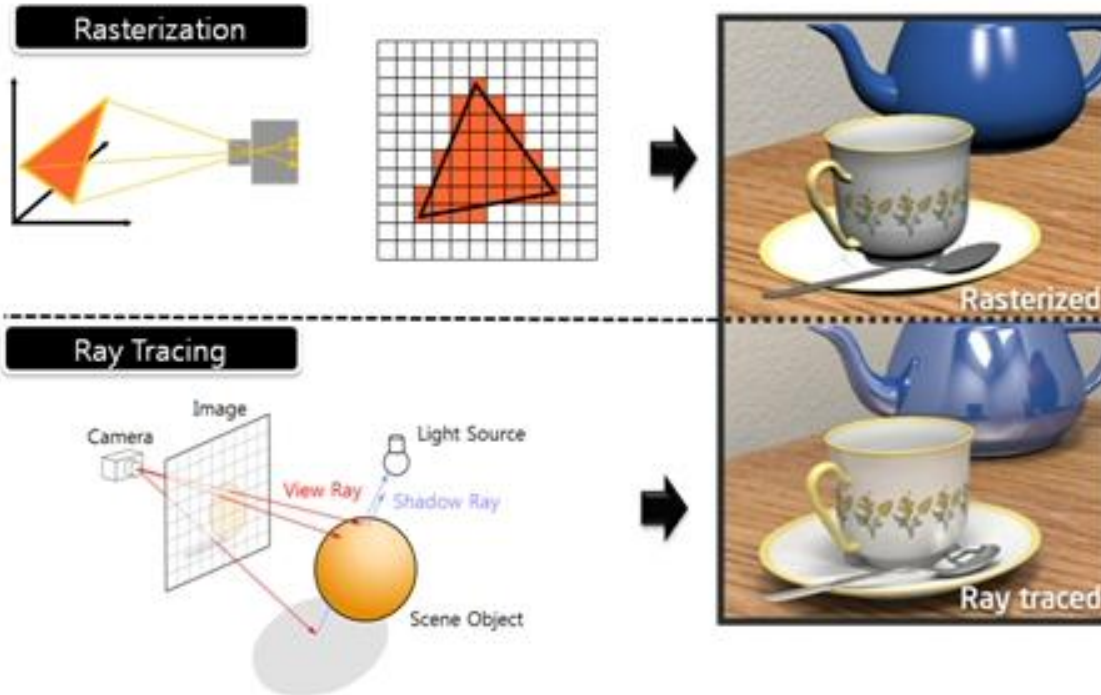 Rasterization
Rasterized
Ray Tracing
Image
Camera
Light Source
View Ray
Shadow Ray
Scene Object
Ray traced